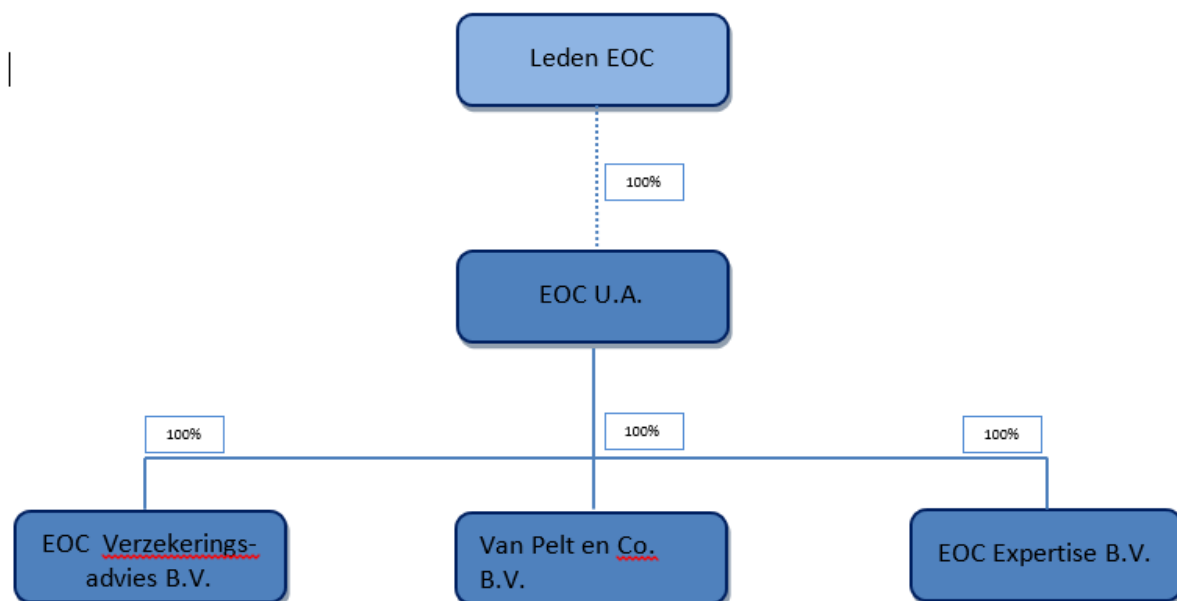 Leden EOC
100%
EOC U.A.
100%
100%
100%
EOC Verzekerings-
advies B.V.
Van Pelt en Co.
B.V.
EOC Expertise B.V.